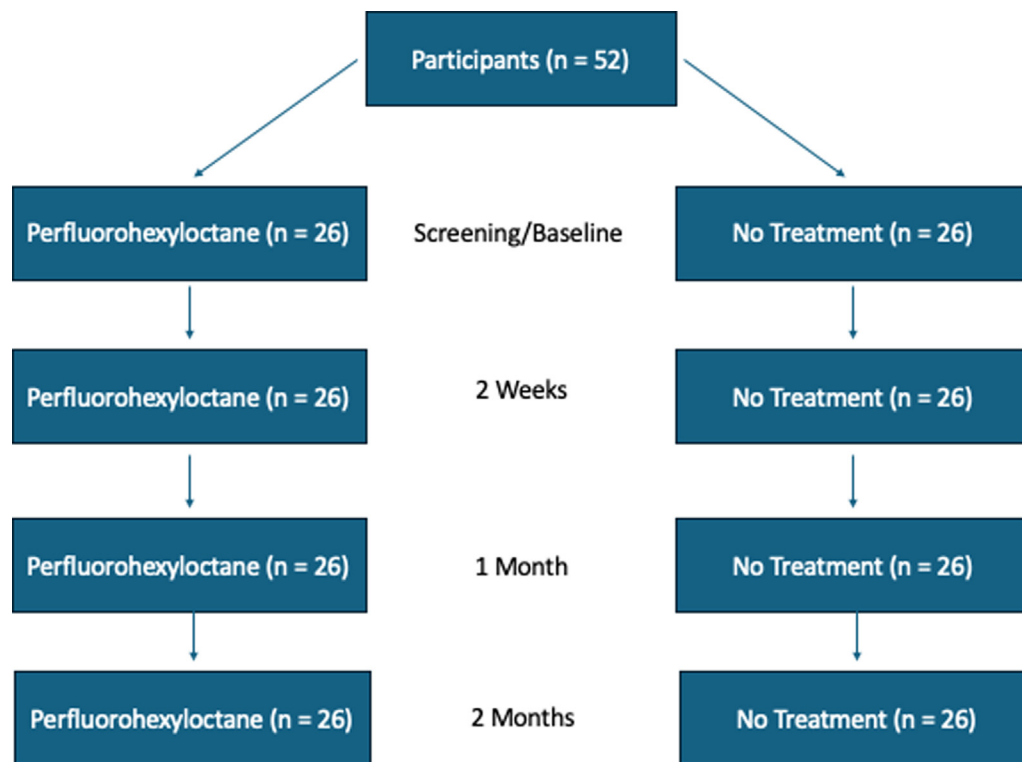 Participants (n = 52)
Perfluorohexyloctane (n = 26)
Screening/Baseline
No Treatment (n = 26)
Perfluorohexyloctane (n = 26)
2 Weeks
No Treatment (n = 26)
Perfluorohexyloctane (n = 26)
1 Month
No Treatment (n = 26)
Perfluorohexyloctane (n = 26)
2 Months
No Treatment (n = 26)